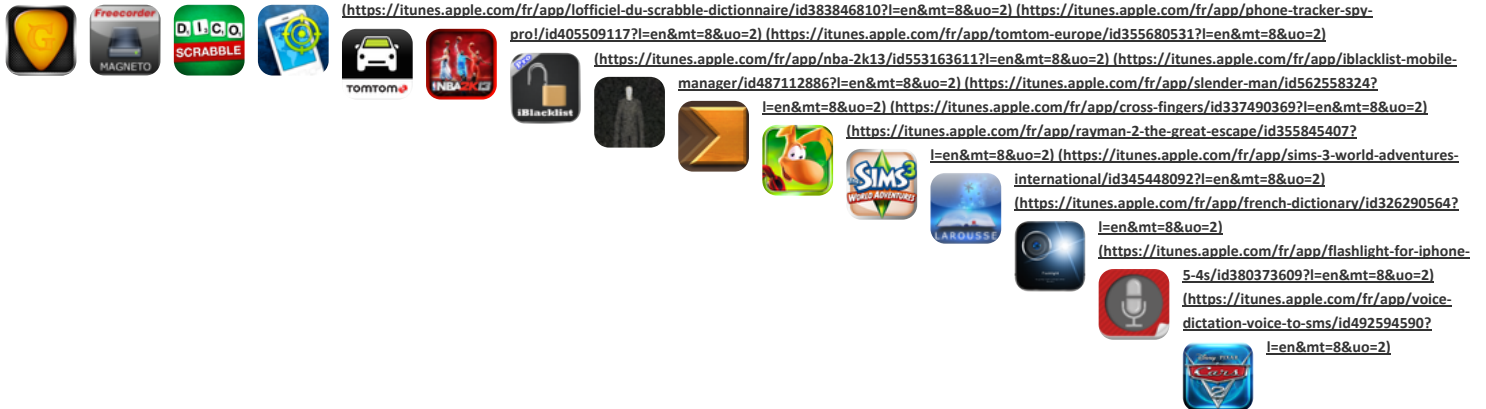 (https://itunes.apple.com/fr/app/lofficiel-du-scrabble-dictionnaire/id383846810?l=en&mt=8&uo=2) (https://itunes.apple.com/fr/app/phone-tracker-spy-
pro!/id405509117?l=en&mt=8&uo=2) (https://itunes.apple.com/fr/app/tomtom-europe/id355680531?l=en&mt=8&uo=2)
(https://itunes.apple.com/fr/app/nba-2k13/id553163611?l=en&mt=8&uo=2) (https://itunes.apple.com/fr/app/iblacklist-mobile-
manager/id487112886?l=en&mt=8&uo=2) (https://itunes.apple.com/fr/app/slender-man/id562558324?
l=en&mt=8&uo=2) (https://itunes.apple.com/fr/app/cross-fingers/id337490369?l=en&mt=8&uo=2)
(https://itunes.apple.com/fr/app/rayman-2-the-great-escape/id355845407?
l=en&mt=8&uo=2) (https://itunes.apple.com/fr/app/sims-3-world-adventures-
international/id345448092?l=en&mt=8&uo=2)
(https://itunes.apple.com/fr/app/french-dictionary/id326290564?
l=en&mt=8&uo=2)
(https://itunes.apple.com/fr/app/flashlight-for-iphone-
5-4s/id380373609?l=en&mt=8&uo=2)
(https://itunes.apple.com/fr/app/voice-
dictation-voice-to-sms/id492594590?
l=en&mt=8&uo=2)
G
Freecorder
MAGNETO
DICO
SCRABBLE
TOMTOM
NBA2K13
Pro
iBlacklist
THE SIMS 3
WORLD ADVENTURES
LAROUSSE
Disney PIXAR
Cars
2